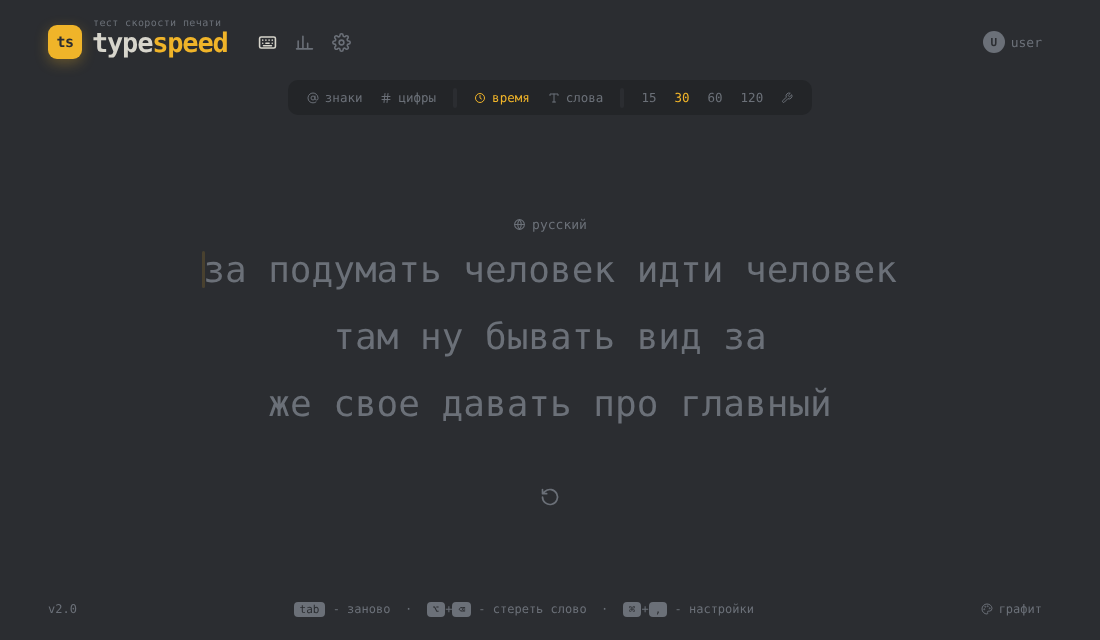 тест скорости печати
ts typespeed
U user
знаки цифры время слова 15 30 60 120
русский
за подумать человек идти человек
там ну бывать вид за
же свое давать про главный
v2.0
tab - заново · ⌥+⌫ - стереть слово · ⌘+, - настройки
графит